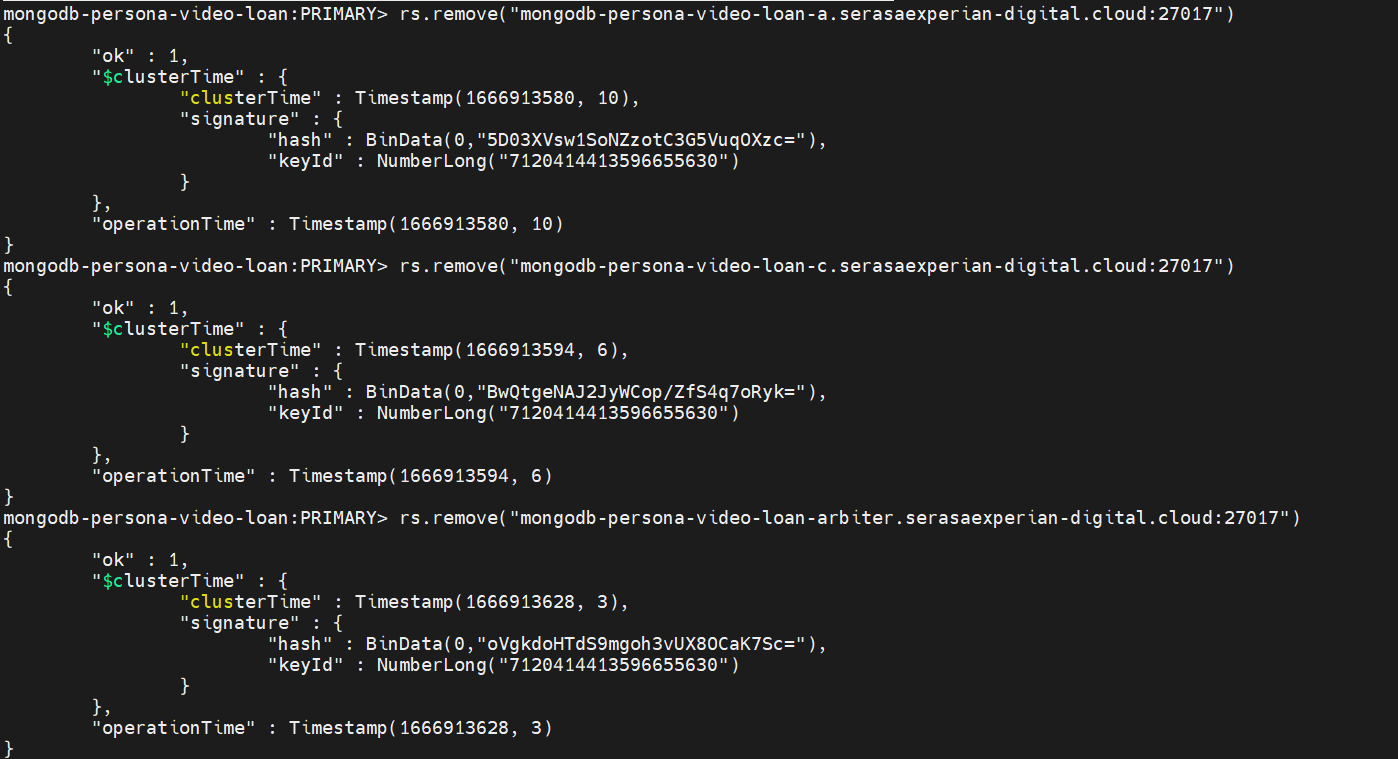 mongodb-persona-video-loan:PRIMARY> rs.remove("mongodb-persona-video-loan-a.serasaexperian-digital.cloud:27017")
{
        "ok" : 1,
        "$clusterTime" : {
                "clusterTime" : Timestamp(1666913580, 10),
                "signature" : {
                        "hash" : BinData(0,"5D03XVsw1SoNZzotC3G5VuqOXzc="),
                        "keyId" : NumberLong("7120414413596655630")
                }
        },
        "operationTime" : Timestamp(1666913580, 10)
}
mongodb-persona-video-loan:PRIMARY> rs.remove("mongodb-persona-video-loan-c.serasaexperian-digital.cloud:27017")
{
        "ok" : 1,
        "$clusterTime" : {
                "clusterTime" : Timestamp(1666913594, 6),
                "signature" : {
                        "hash" : BinData(0,"BwQtgeNAJ2JyWCop/ZfS4q7oRyk="),
                        "keyId" : NumberLong("7120414413596655630")
                }
        },
        "operationTime" : Timestamp(1666913594, 6)
}
mongodb-persona-video-loan:PRIMARY> rs.remove("mongodb-persona-video-loan-arbiter.serasaexperian-digital.cloud:27017")
{
        "ok" : 1,
        "$clusterTime" : {
                "clusterTime" : Timestamp(1666913628, 3),
                "signature" : {
                        "hash" : BinData(0,"oVgkdoHTdS9mgoh3vUX8OCaK7Sc="),
                        "keyId" : NumberLong("7120414413596655630")
                }
        },
        "operationTime" : Timestamp(1666913628, 3)
}